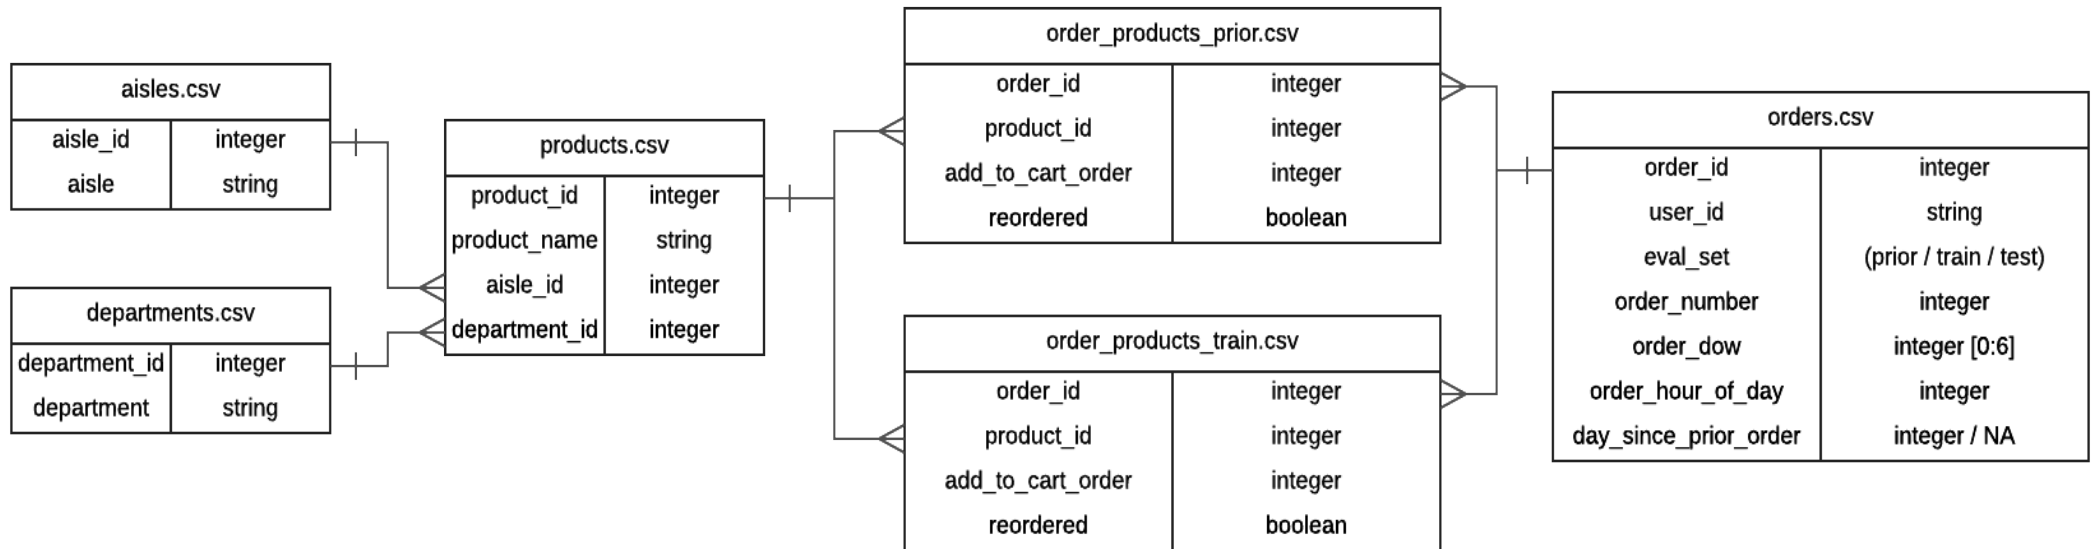 aisles.csv
aisle_id integer
aisle string
departments.csv
department_id integer
department string
products.csv
product_id integer
product_name string
aisle_id integer
department_id integer
order_products_prior.csv
order_id integer
product_id integer
add_to_cart_order integer
reordered boolean
order_products_train.csv
order_id integer
product_id integer
add_to_cart_order integer
reordered boolean
orders.csv
order_id integer
user_id string
eval_set (prior / train / test)
order_number integer
order_dow integer [0:6]
order_hour_of_day integer
day_since_prior_order integer / NA